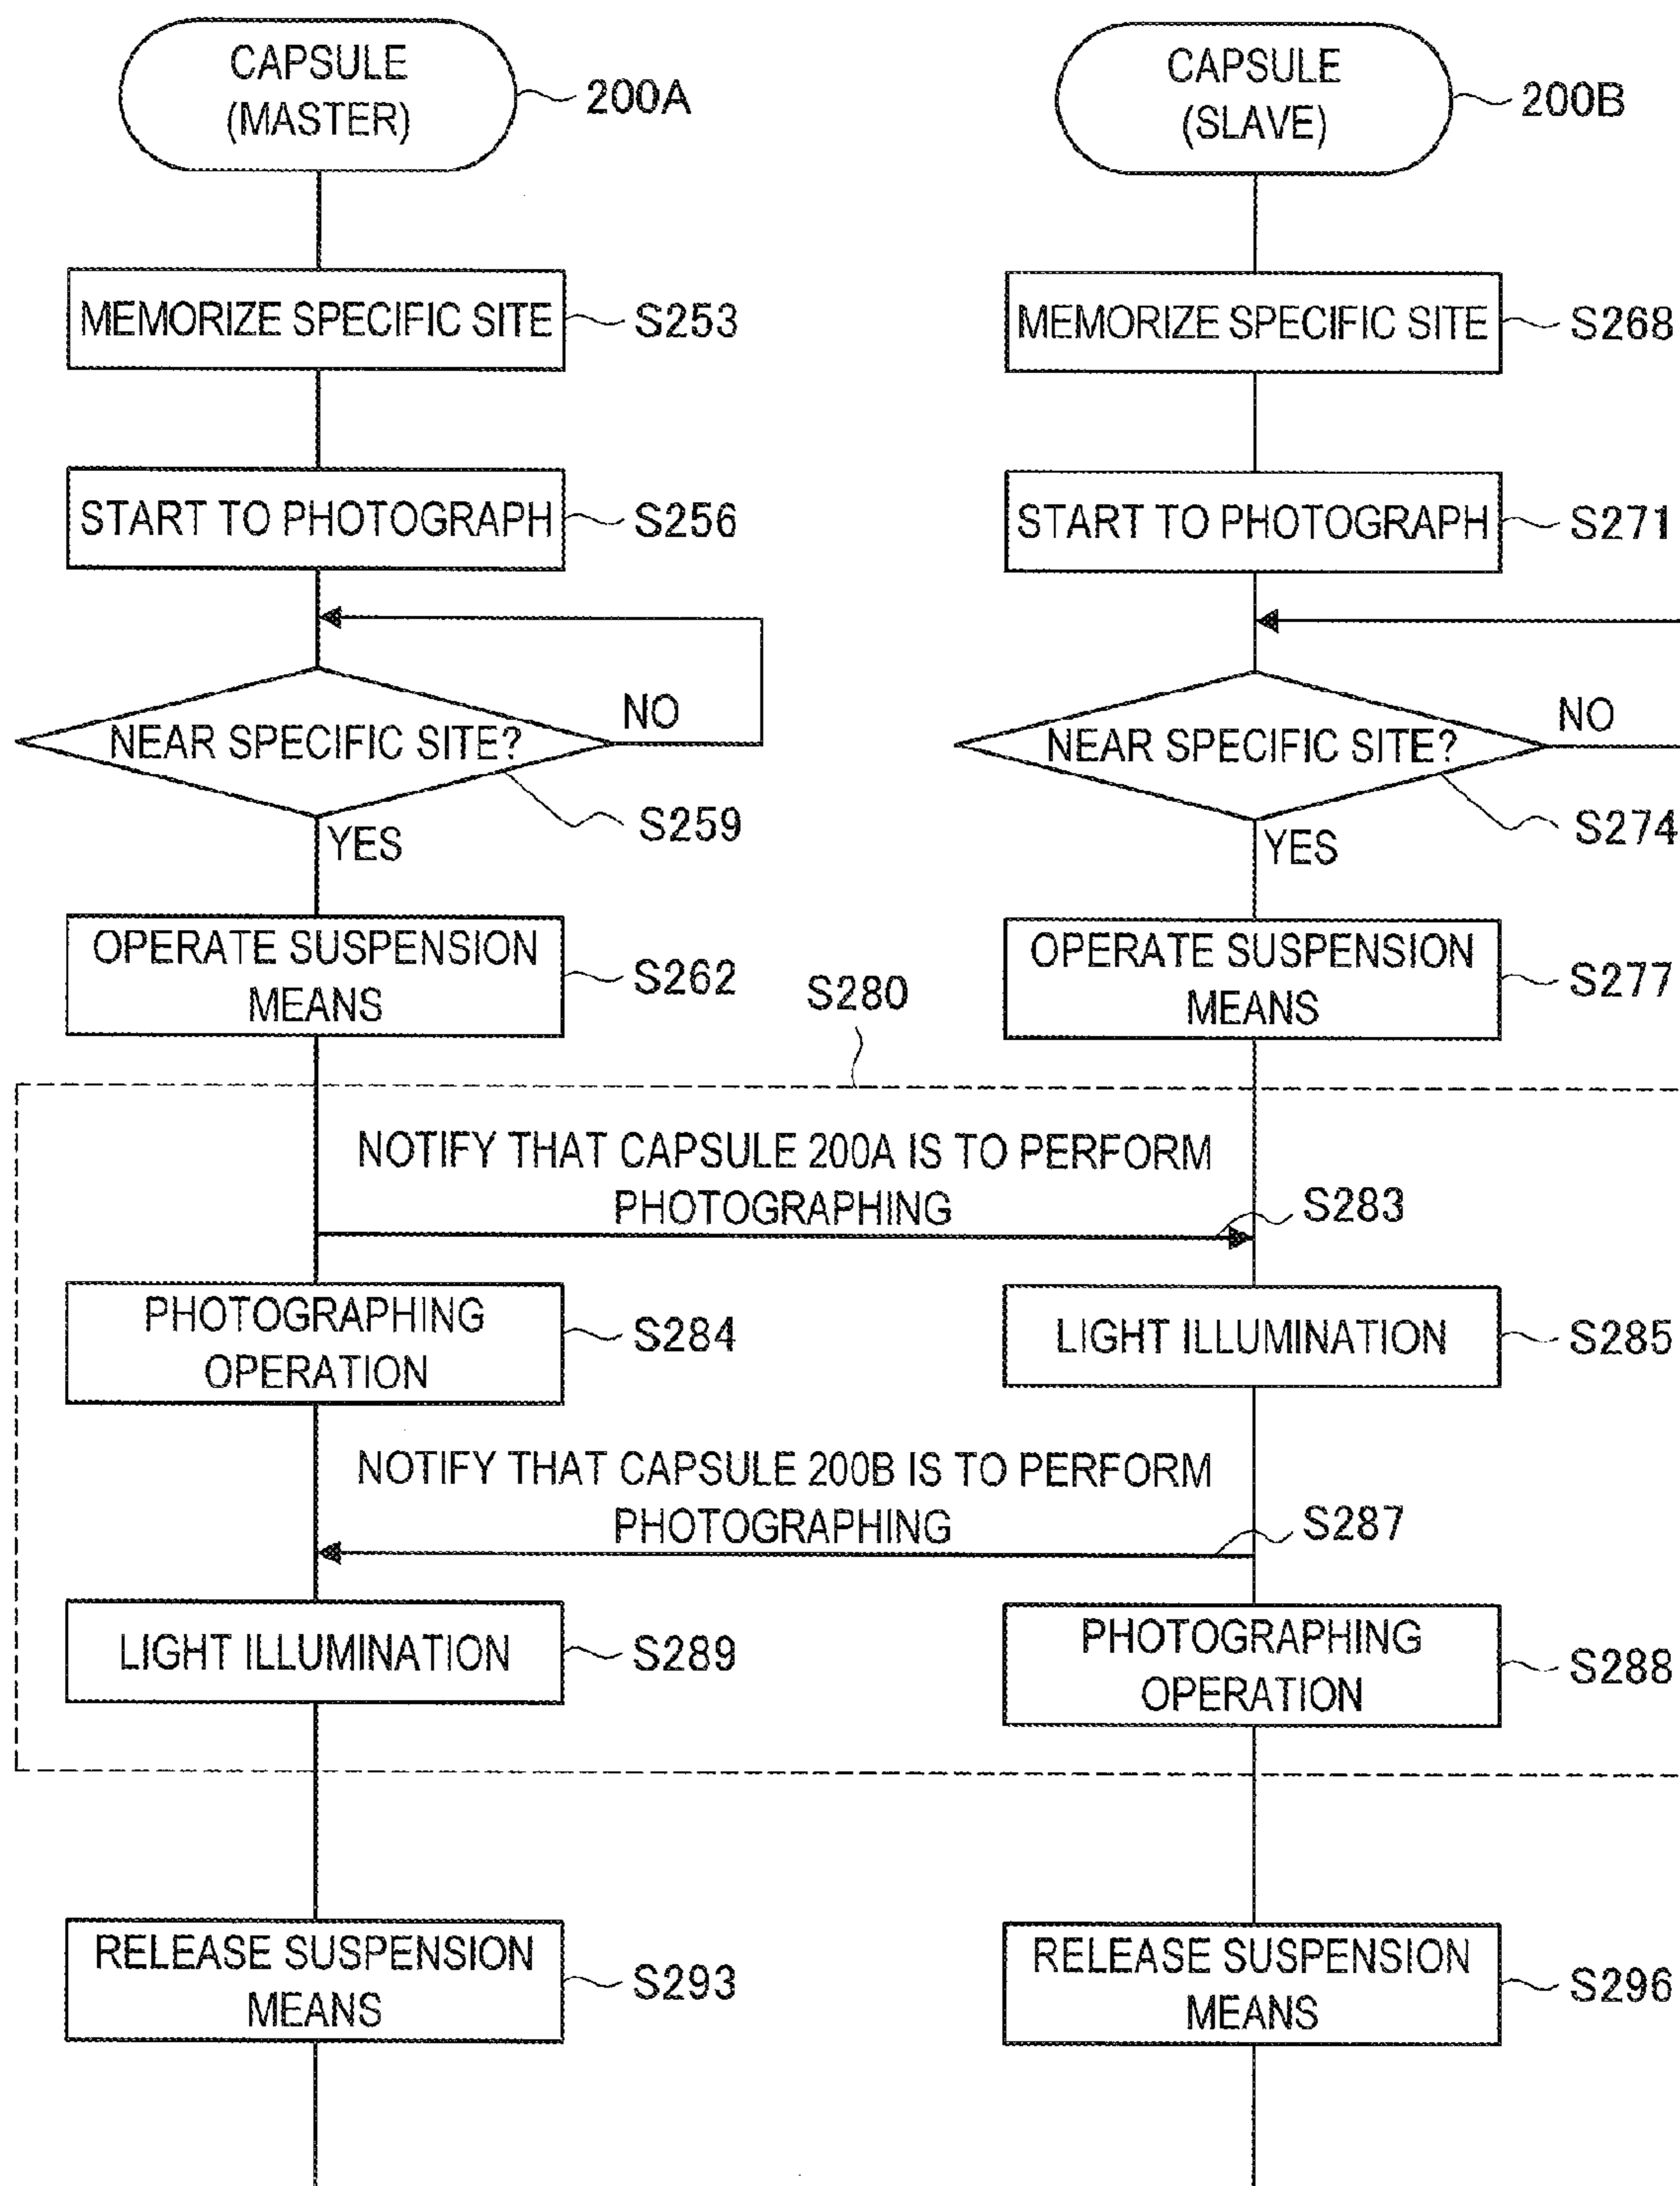 CAPSULE
(MASTER)
200A
CAPSULE
(SLAVE)
200B
MEMORIZE SPECIFIC SITE
S253
MEMORIZE SPECIFIC SITE
S268
START TO PHOTOGRAPH
S256
START TO PHOTOGRAPH
S271
NEAR SPECIFIC SITE?
NO
S259
YES
NEAR SPECIFIC SITE?
NO
S274
YES
OPERATE SUSPENSION
MEANS
S262
OPERATE SUSPENSION
MEANS
S277
S280
NOTIFY THAT CAPSULE 200A IS TO PERFORM
PHOTOGRAPHING
S283
PHOTOGRAPHING
OPERATION
S284
LIGHT ILLUMINATION
S285
NOTIFY THAT CAPSULE 200B IS TO PERFORM
PHOTOGRAPHING
S287
LIGHT ILLUMINATION
S289
PHOTOGRAPHING
OPERATION
S288
RELEASE SUSPENSION
MEANS
S293
RELEASE SUSPENSION
MEANS
S296